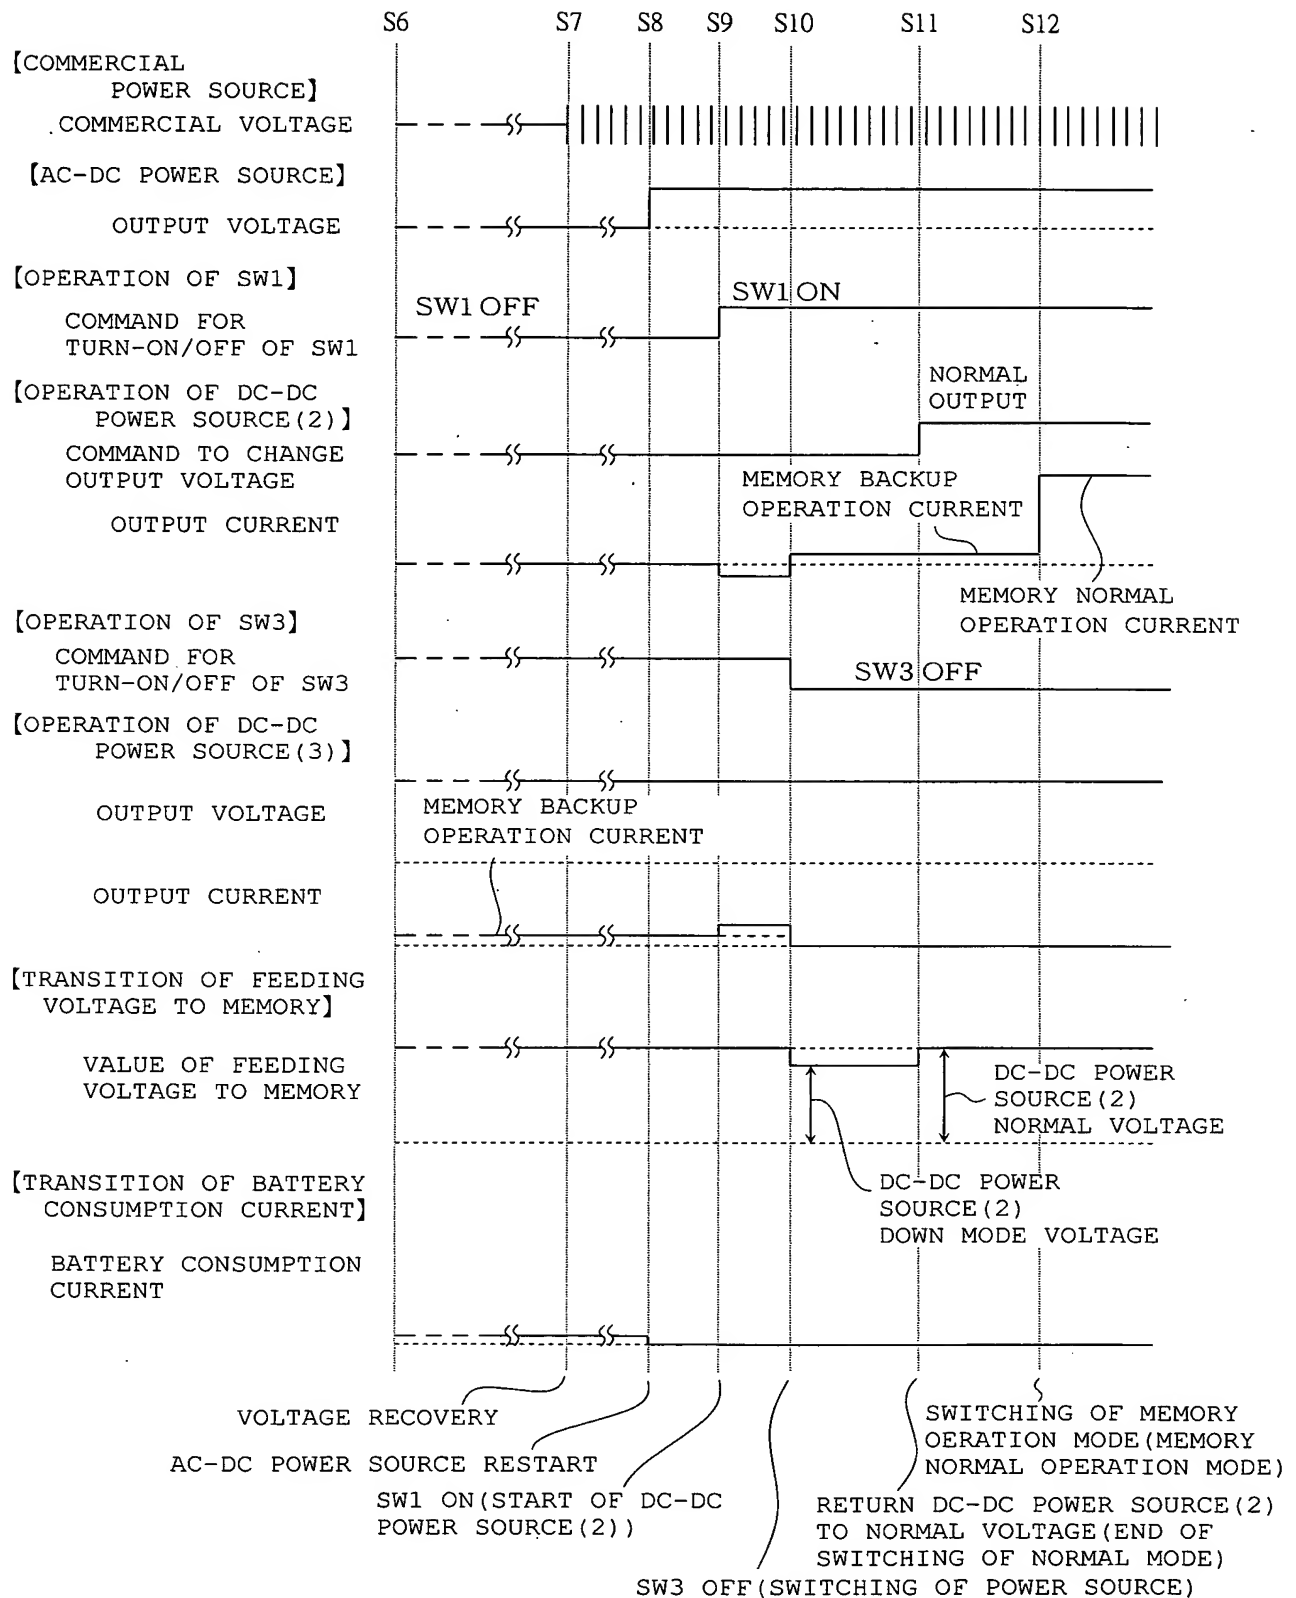 S6 S7 S8 S9 S10 S11 S12
【COMMERCIAL
POWER SOURCE】
COMMERCIAL VOLTAGE
【AC-DC POWER SOURCE】
OUTPUT VOLTAGE
【OPERATION OF SW1】
SW1 OFF
SW1 ON
COMMAND FOR
TURN-ON/OFF OF SW1
【OPERATION OF DC-DC
POWER SOURCE(2)】
NORMAL
OUTPUT
COMMAND TO CHANGE
OUTPUT VOLTAGE
MEMORY BACKUP
OPERATION CURRENT
OUTPUT CURRENT
MEMORY NORMAL
OPERATION CURRENT
【OPERATION OF SW3】
COMMAND FOR
TURN-ON/OFF OF SW3
SW3 OFF
【OPERATION OF DC-DC
POWER SOURCE(3)】
OUTPUT VOLTAGE
MEMORY BACKUP
OPERATION CURRENT
OUTPUT CURRENT
【TRANSITION OF FEEDING
VOLTAGE TO MEMORY】
VALUE OF FEEDING
VOLTAGE TO MEMORY
DC-DC POWER
SOURCE(2)
NORMAL VOLTAGE
DC-DC POWER
SOURCE(2)
DOWN MODE VOLTAGE
【TRANSITION OF BATTERY
CONSUMPTION CURRENT】
BATTERY CONSUMPTION
CURRENT
VOLTAGE RECOVERY
AC-DC POWER SOURCE RESTART
SW1 ON(START OF DC-DC
POWER SOURCE(2))
SWITCHING OF MEMORY
OERATION MODE(MEMORY
NORMAL OPERATION MODE)
RETURN DC-DC POWER SOURCE(2)
TO NORMAL VOLTAGE(END OF
SWITCHING OF NORMAL MODE)
SW3 OFF(SWITCHING OF POWER SOURCE)